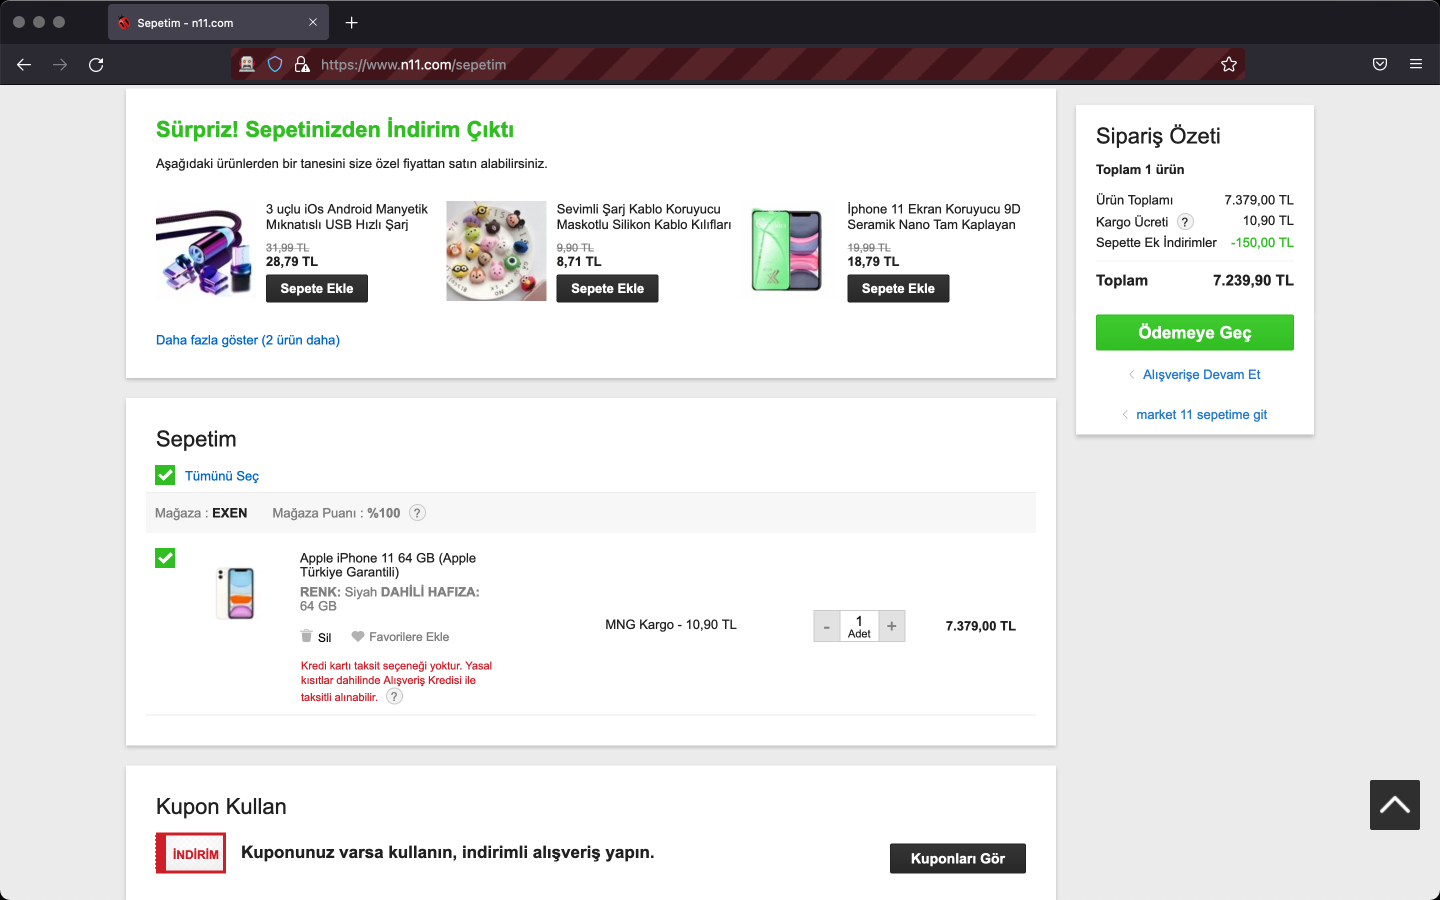 Sepetim - n11.com
https://www.n11.com/sepetim
Sürpriz! Sepetinizden İndirim Çıktı
Aşağıdaki ürünlerden bir tanesini size özel fiyattan satın alabilirsiniz.
3 uçlu iOs Android Manyetik
Mıknatıslı USB Hızlı Şarj
31,99 TL
28,79 TL
Sepete Ekle
Sevimli Şarj Kablo Koruyucu
Maskotlu Silikon Kablo Kılıfları
9,90 TL
8,71 TL
Sepete Ekle
İphone 11 Ekran Koruyucu 9D
Seramik Nano Tam Kaplayan
19,99 TL
18,79 TL
Sepete Ekle
Daha fazla göster (2 ürün daha)
Sipariş Özeti
Toplam 1 ürün
Ürün Toplamı 7.379,00 TL
Kargo Ücreti ? 10,90 TL
Sepette Ek İndirimler -150,00 TL
Toplam 7.239,90 TL
Ödemeye Geç
Alışverişe Devam Et
market 11 sepetime git
Sepetim
Tümünü Seç
Mağaza : EXEN Mağaza Puanı : %100 ?
Apple iPhone 11 64 GB (Apple
Türkiye Garantili)
RENK: Siyah DAHİLİ HAFIZA:
64 GB
Sil Favorilere Ekle
Kredi kartı taksit seçeneği yoktur. Yasal
kısıtlar dahilinde Alışveriş Kredisi ile
taksitli alınabilir. ?
MNG Kargo - 10,90 TL
- 1 +
Adet
7.379,00 TL
Kupon Kullan
İNDİRİM
Kuponunuz varsa kullanın, indirimli alışveriş yapın.
Kuponları Gör